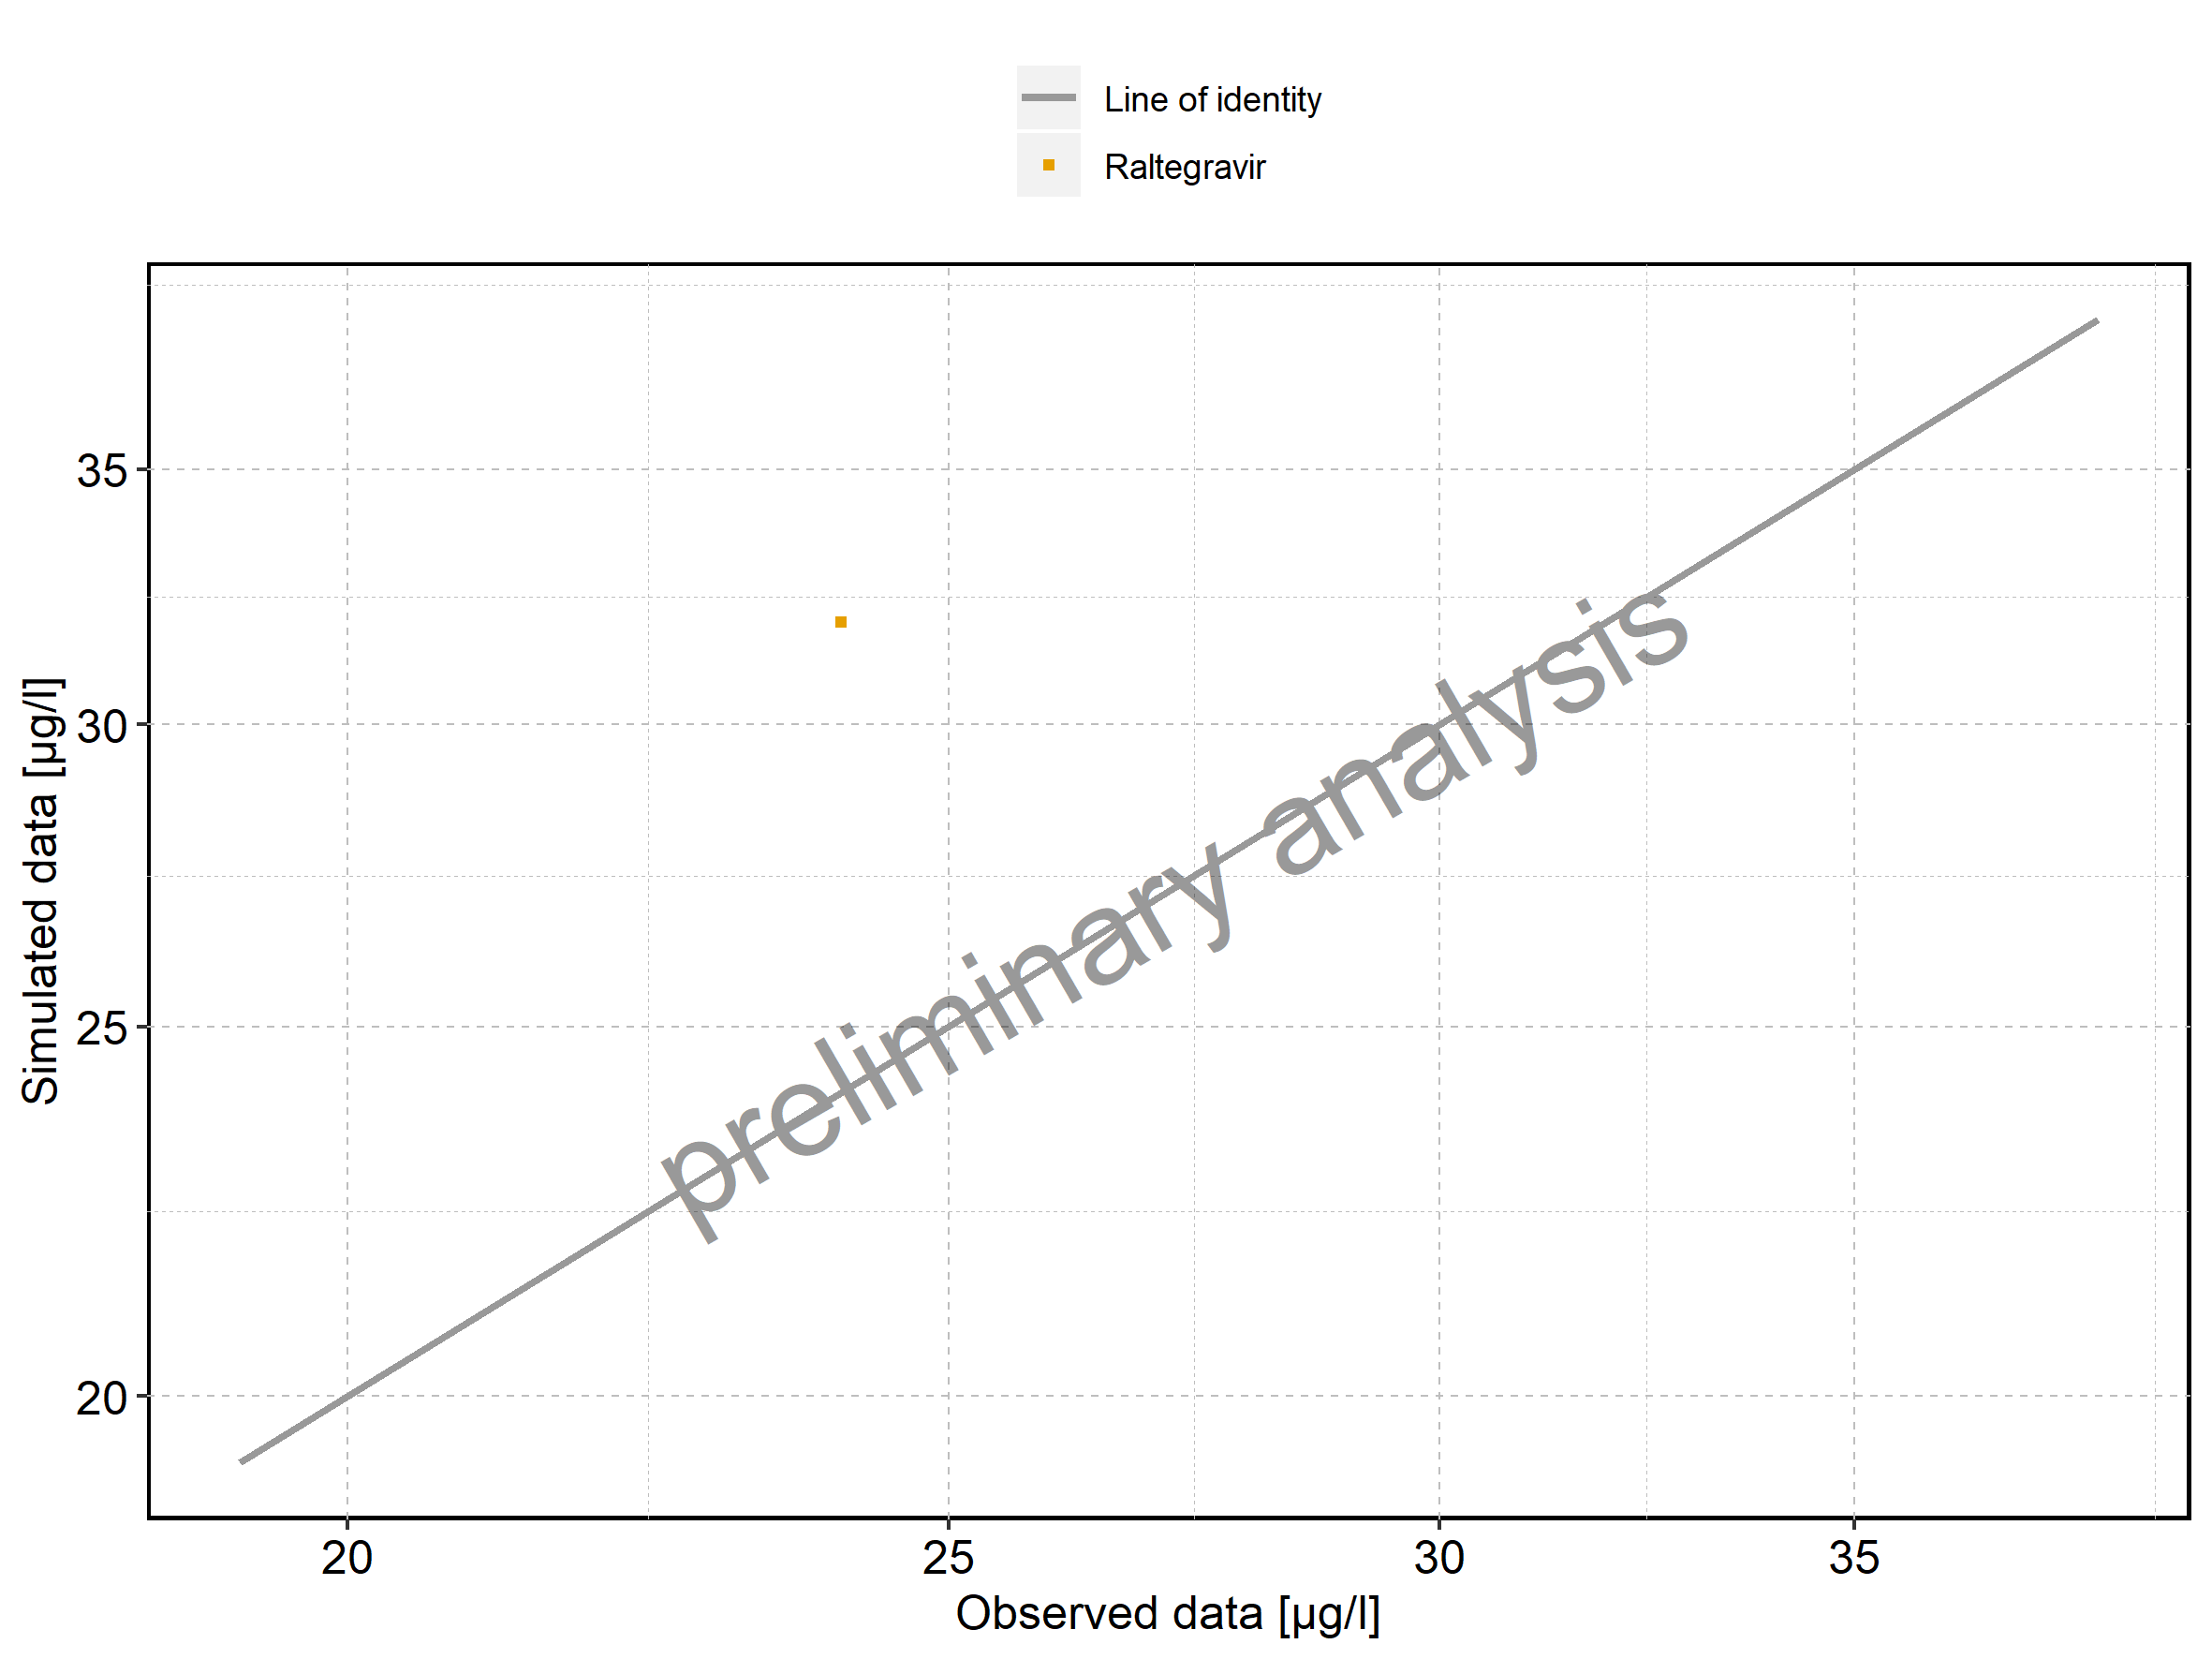 Line of identity
Raltegravir
35
30
25
20
Simulated data [µg/l]
preliminary analysis
20 25 30 35
Observed data [µg/l]